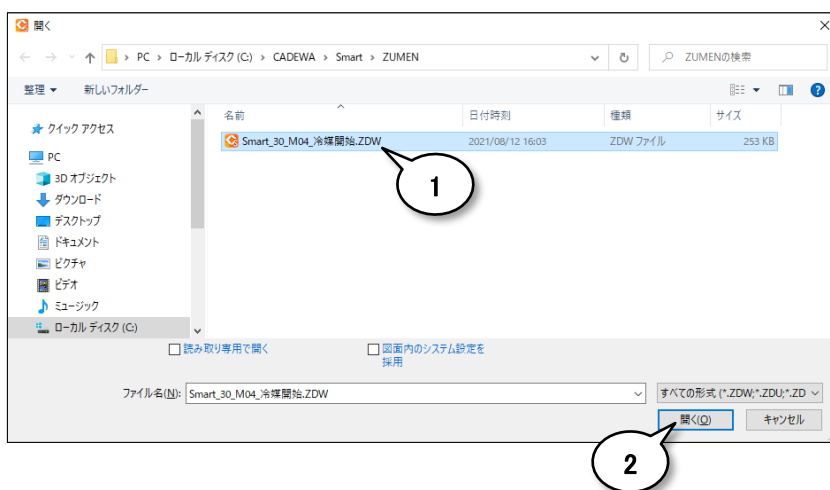 開く
PC › ローカル ディスク (C:) › CADEWA › Smart › ZUMEN
ZUMENの検索
整理 新しいフォルダー
名前 日付時刻 種類 サイズ
クイック アクセス
Smart_30_M04_冷媒開始.ZDW 2021/08/12 16:03 ZDW ファイル 253 KB
PC
3D オブジェクト
ダウンロード
デスクトップ
ドキュメント
ピクチャ
ビデオ
ミュージック
ローカル ディスク (C:)
1
読み取り専用で開く
図面内のシステム設定を
採用
ファイル名(N): Smart_30_M04_冷媒開始.ZDW
すべての形式 (*.ZDW;*.ZDU;*.ZD
開く(O) キャンセル
2